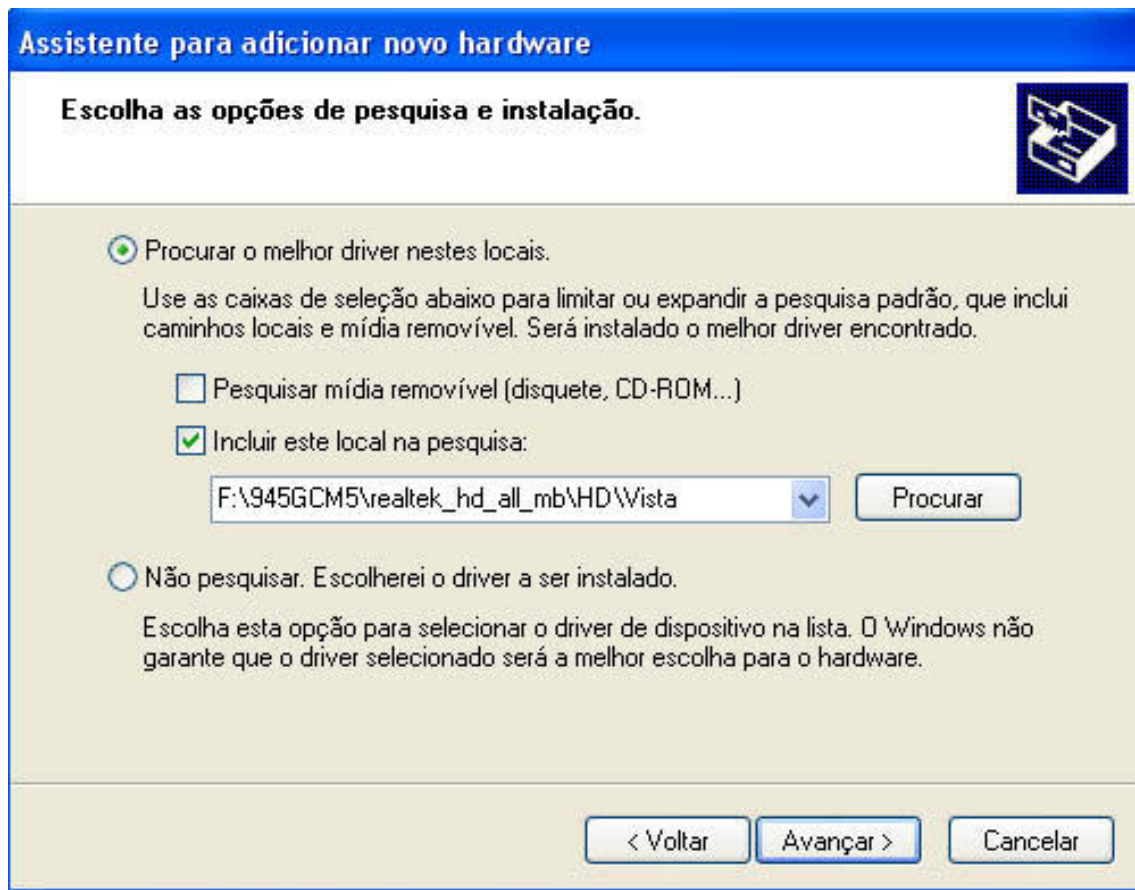 Assistente para adicionar novo hardware
Escolha as opções de pesquisa e instalação.
Procurar o melhor driver nestes locais.
Use as caixas de seleção abaixo para limitar ou expandir a pesquisa padrão, que inclui
caminhos locais e mídia removível. Será instalado o melhor driver encontrado.
Pesquisar mídia removível (disquete, CD-ROM...)
Incluir este local na pesquisa:
F:\945GCM5\realtek_hd_all_mb\HD\Vista
Procurar
Não pesquisar. Escolherei o driver a ser instalado.
Escolha esta opção para selecionar o driver de dispositivo na lista. O Windows não
garante que o driver selecionado será a melhor escolha para o hardware.
< Voltar
Avançar >
Cancelar